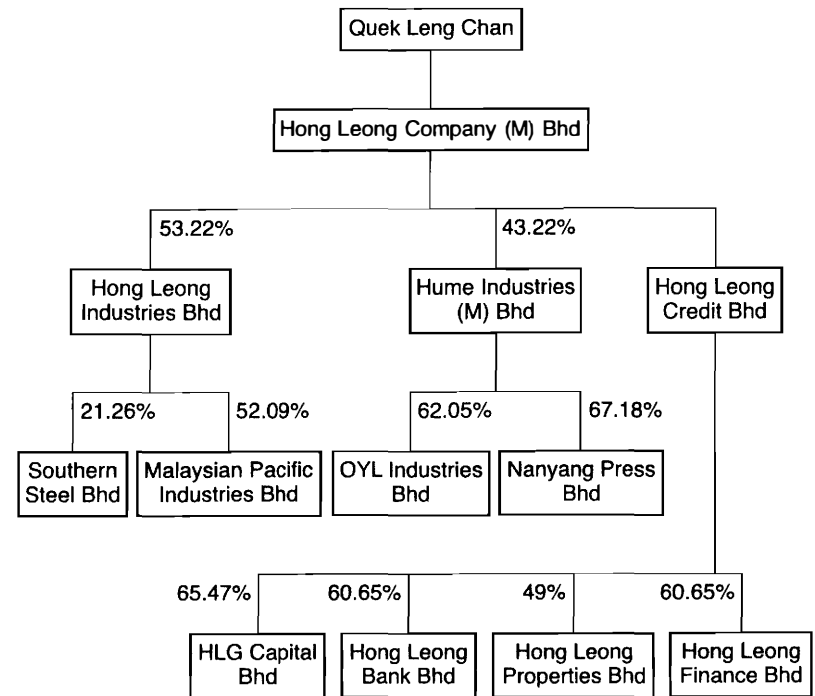 Quek Leng Chan
Hong Leong Company (M) Bhd
53.22%
43.22%
Hong Leong
Industries Bhd
Hume Industries
(M) Bhd
Hong Leong
Credit Bhd
21.26%
52.09%
62.05%
67.18%
Southern
Steel Bhd
Malaysian Pacific
Industries Bhd
OYL Industries
Bhd
Nanyang Press
Bhd
65.47%
60.65%
49%
60.65%
HLG Capital
Bhd
Hong Leong
Bank Bhd
Hong Leong
Properties Bhd
Hong Leong
Finance Bhd